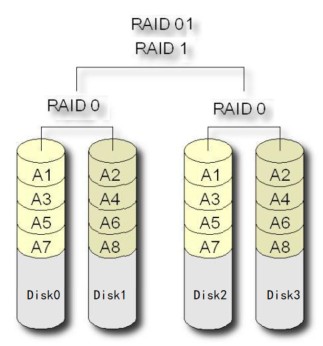 RAID 01
RAID 1
RAID 0 RAID 0
A1 A2 A1 A2
A3 A4 A3 A4
A5 A6 A5 A6
A7 A8 A7 A8
Disk0 Disk1 Disk2 Disk3